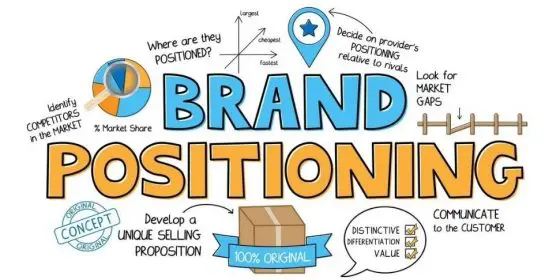 largest
cheapest
fastest
Where are they
POSITIONED?
Decide on provider's
POSITIONING
relative to rivals
Identify
COMPETITORS
in the MARKET
% Market Share
Look for
MARKET
GAPS
BRAND
POSITIONING
ORIGINAL
CONCEPT
ORIGINAL
Develop a
UNIQUE SELLING
PROPOSITION
100% ORIGINAL
DISTINCTIVE
DIFFERENTIATION
VALUE
COMMUNICATE
to the CUSTOMER